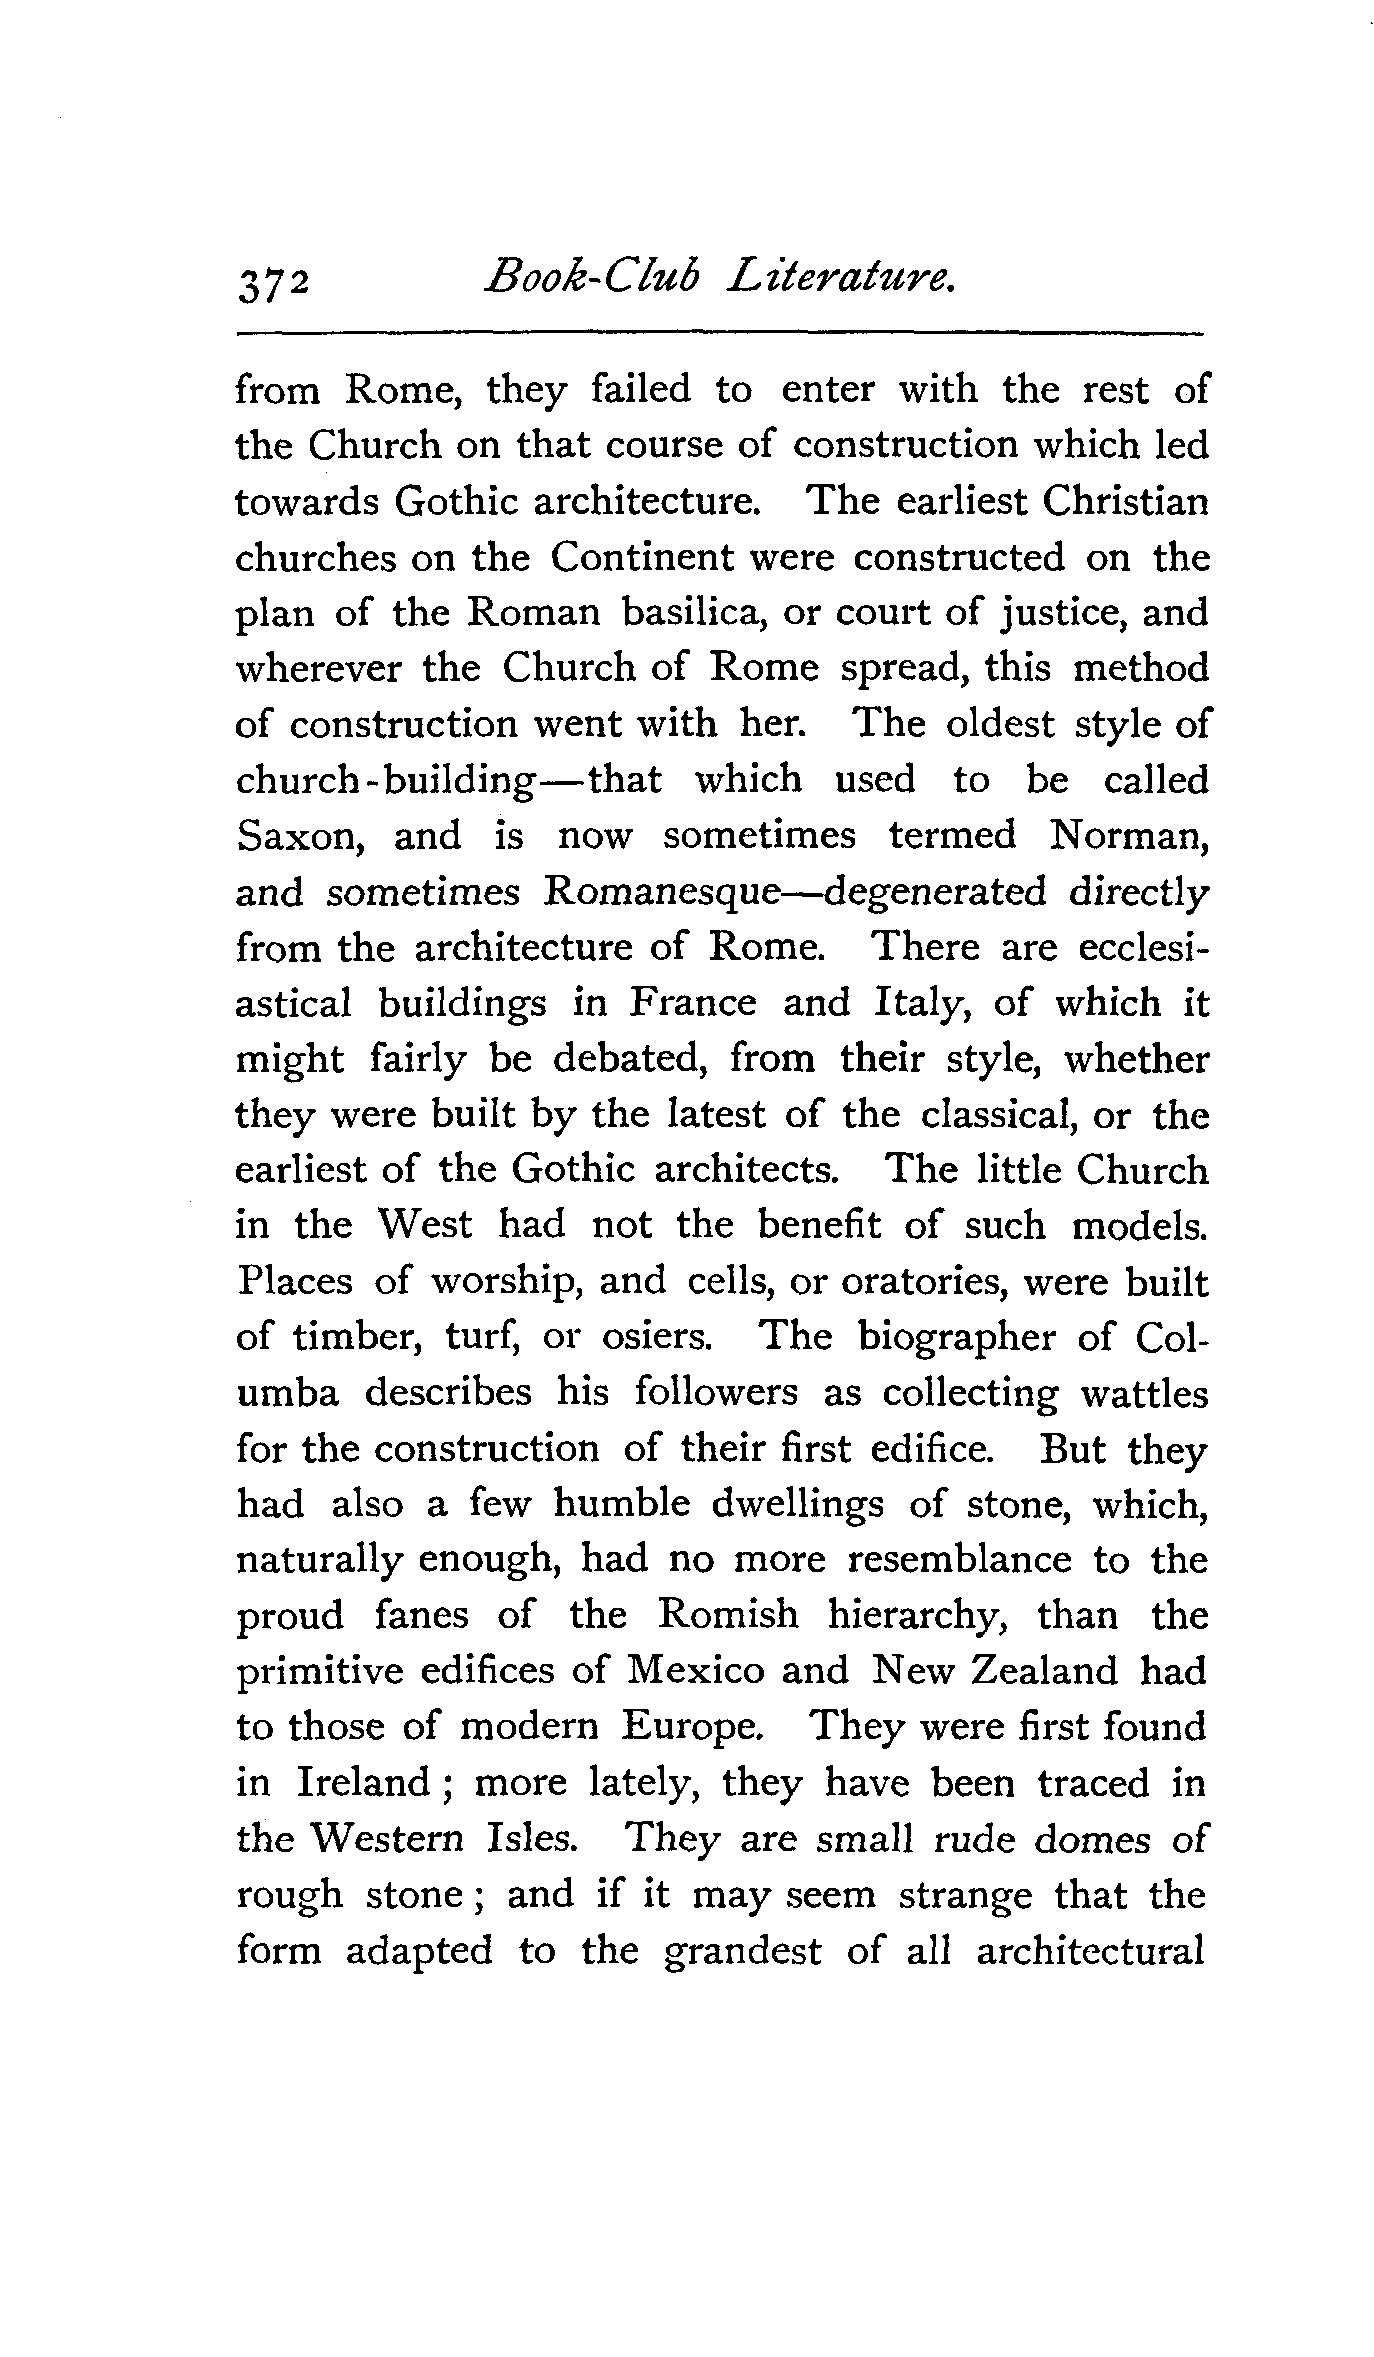 372 Book-Club Literature.
from Rome, they failed to enter with the rest of
the Church on that course of construction which led
towards Gothic architecture. The earliest Christian
churches on the Continent were constructed on the
plan of the Roman basilica, or court of justice, and
wherever the Church of Rome spread, this method
of construction went with her. The oldest style of
church-building—that which used to be called
Saxon, and is now sometimes termed Norman,
and sometimes Romanesque—degenerated directly
from the architecture of Rome. There are ecclesi-
astical buildings in France and Italy, of which it
might fairly be debated, from their style, whether
they were built by the latest of the classical, or the
earliest of the Gothic architects. The little Church
in the West had not the benefit of such models.
Places of worship, and cells, or oratories, were built
of timber, turf, or osiers. The biographer of Col-
umba describes his followers as collecting wattles
for the construction of their first edifice. But they
had also a few humble dwellings of stone, which,
naturally enough, had no more resemblance to the
proud fanes of the Romish hierarchy, than the
primitive edifices of Mexico and New Zealand had
to those of modern Europe. They were first found
in Ireland ; more lately, they have been traced in
the Western Isles. They are small rude domes of
rough stone ; and if it may seem strange that the
form adapted to the grandest of all architectural